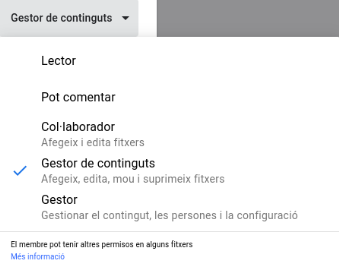 Gestor de continguts
Lector
Pot comentar
Col·laborador
Afegeix i edita fitxers
Gestor de continguts
Afegeix, edita, mou i suprimeix fitxers
Gestor
Gestionar el contingut, les persones i la configuració
El membre pot tenir altres permisos en alguns fitxers
Més informació